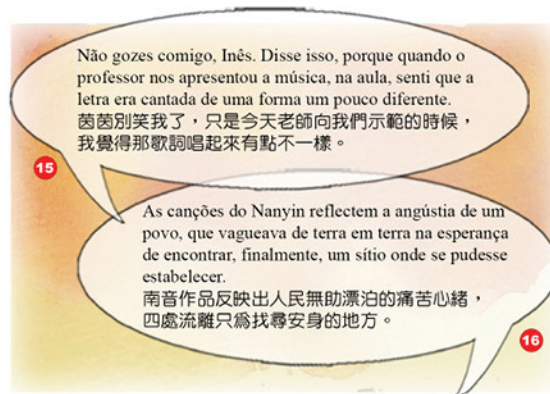 Não gozes comigo, Inês. Disse isso, porque quando o
professor nos apresentou a música, na aula, senti que a
letra era cantada de uma forma um pouco diferente.
茵茵別笑我了，只是今天老師向我們示範的時候，
我覺得那歌詞唱起來有點不一樣。
15
As canções do Nanyin reflectem a angústia de um
povo, que vagueava de terra em terra na esperança
de encontrar, finalmente, um sítio onde se pudesse
estabelecer.
南音作品反映出人民無助漂泊的痛苦心緒，
四處流離只爲找尋安身的地方。
16